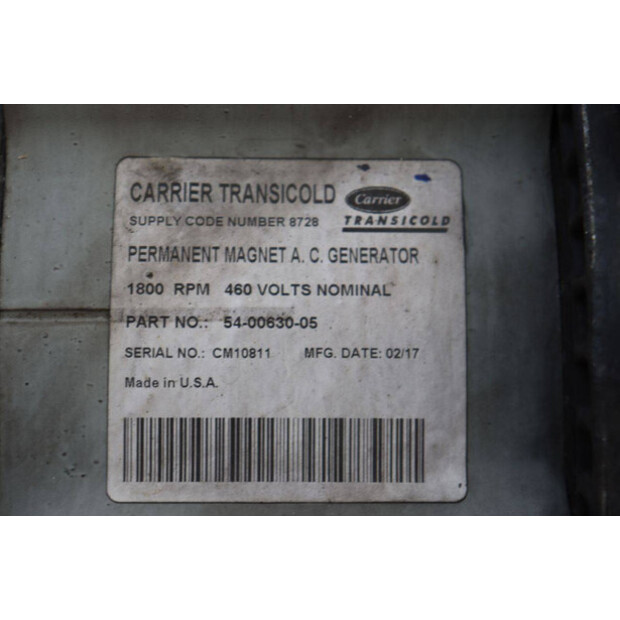 CARRIER TRANSICOLD
Carrier
TRANSICOLD
SUPPLY CODE NUMBER 8728
PERMANENT MAGNET A. C. GENERATOR
1800 RPM 460 VOLTS NOMINAL
PART NO.: 54-00630-05
SERIAL NO.: CM10811 MFG. DATE: 02/17
Made in U.S.A.